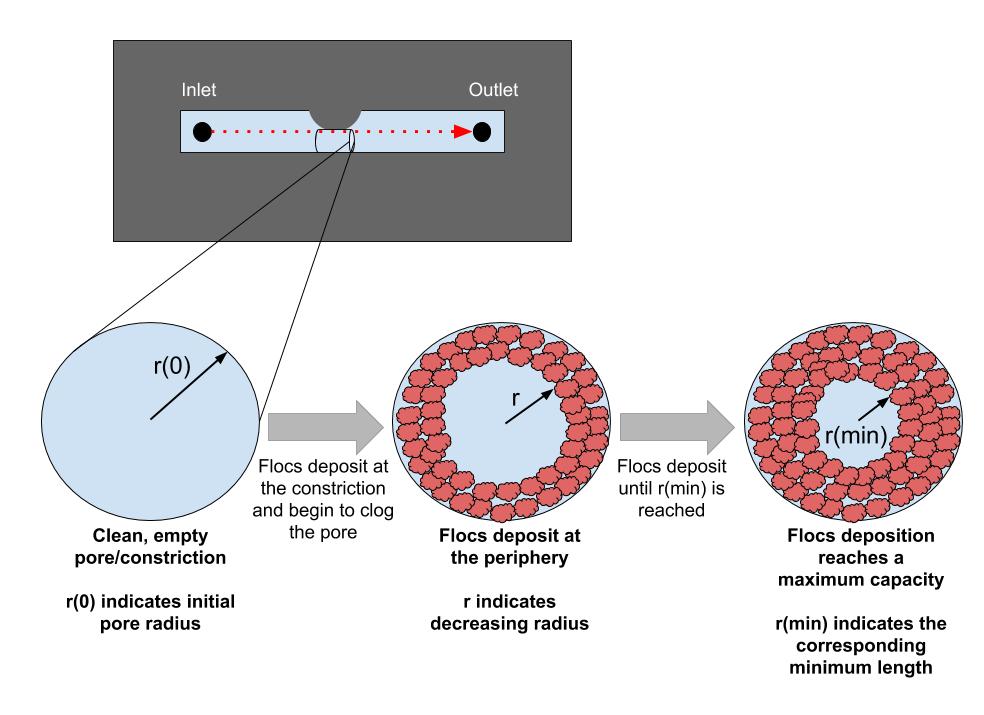 Inlet
Outlet
r(0)
r
r(min)
Flocs deposit at
the constriction
and begin to clog
the pore
Flocs deposit
until r(min) is
reached
Clean, empty
pore/constriction
r(0) indicates initial
pore radius
Flocs deposit at
the periphery
r indicates
decreasing radius
Flocs deposition
reaches a
maximum capacity
r(min) indicates the
corresponding
minimum length